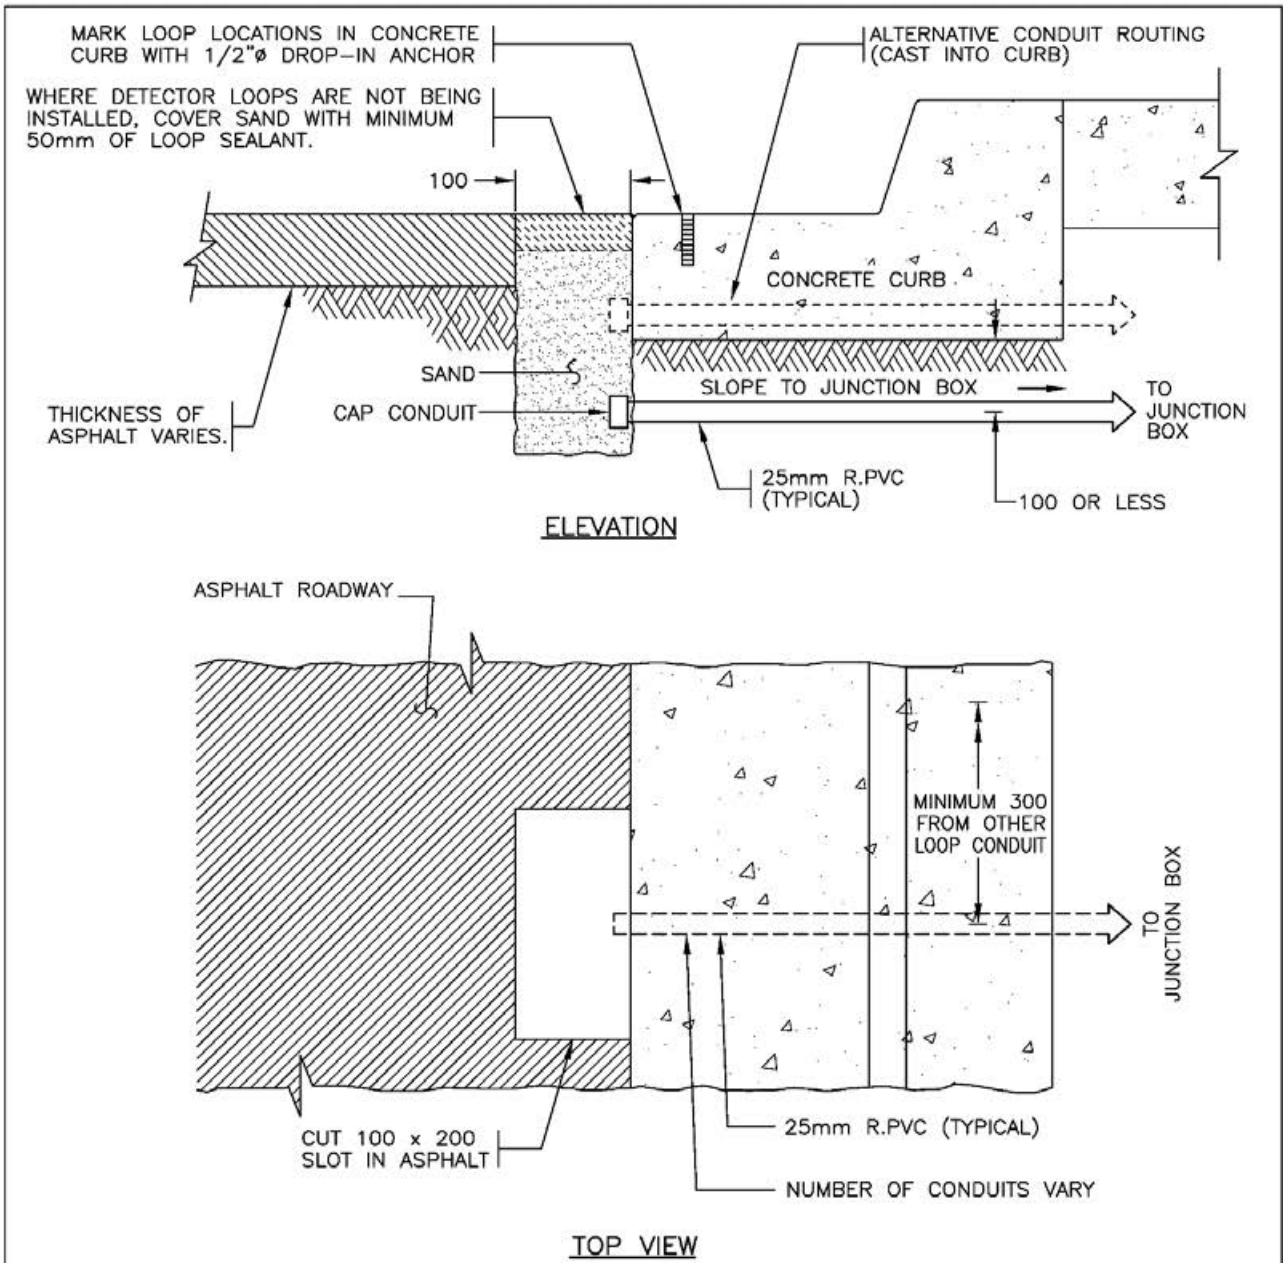 MARK LOOP LOCATIONS IN CONCRETE
CURB WITH 1/2"ø DROP-IN ANCHOR
ALTERNATIVE CONDUIT ROUTING
(CAST INTO CURB)
WHERE DETECTOR LOOPS ARE NOT BEING
INSTALLED, COVER SAND WITH MINIMUM
50mm OF LOOP SEALANT.
100
CONCRETE CURB
SAND
SLOPE TO JUNCTION BOX
TO
JUNCTION
BOX
CAP CONDUIT
THICKNESS OF
ASPHALT VARIES.
25mm R.PVC
(TYPICAL)
100 OR LESS
ELEVATION
ASPHALT ROADWAY
MINIMUM 300
FROM OTHER
LOOP CONDUIT
TO
JUNCTION BOX
CUT 100 x 200
SLOT IN ASPHALT
25mm R.PVC (TYPICAL)
NUMBER OF CONDUITS VARY
TOP VIEW